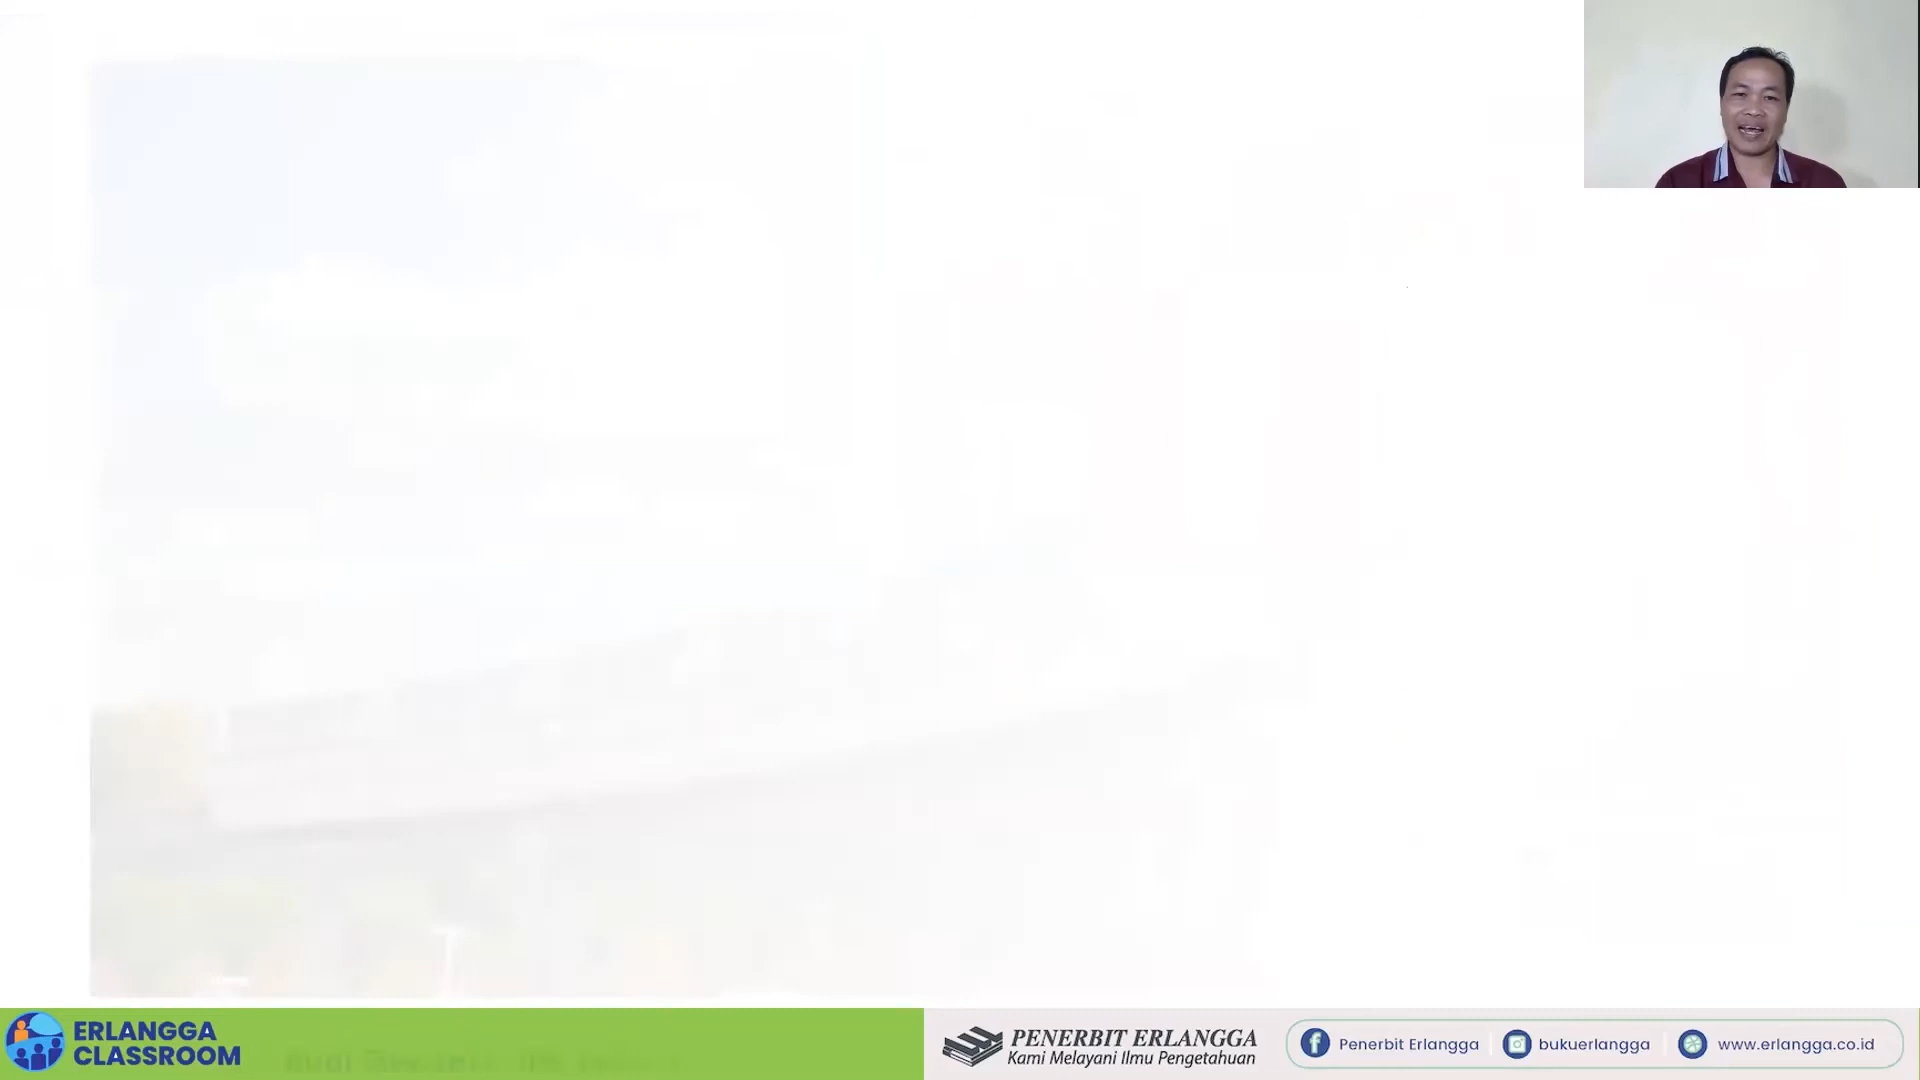 ERLANGGA
CLASSROOM
PENERBIT ERLANGGA
Kami Melayani Ilmu Pengetahuan
Penerbit Erlangga
bukuerlangga
www.erlangga.co.id